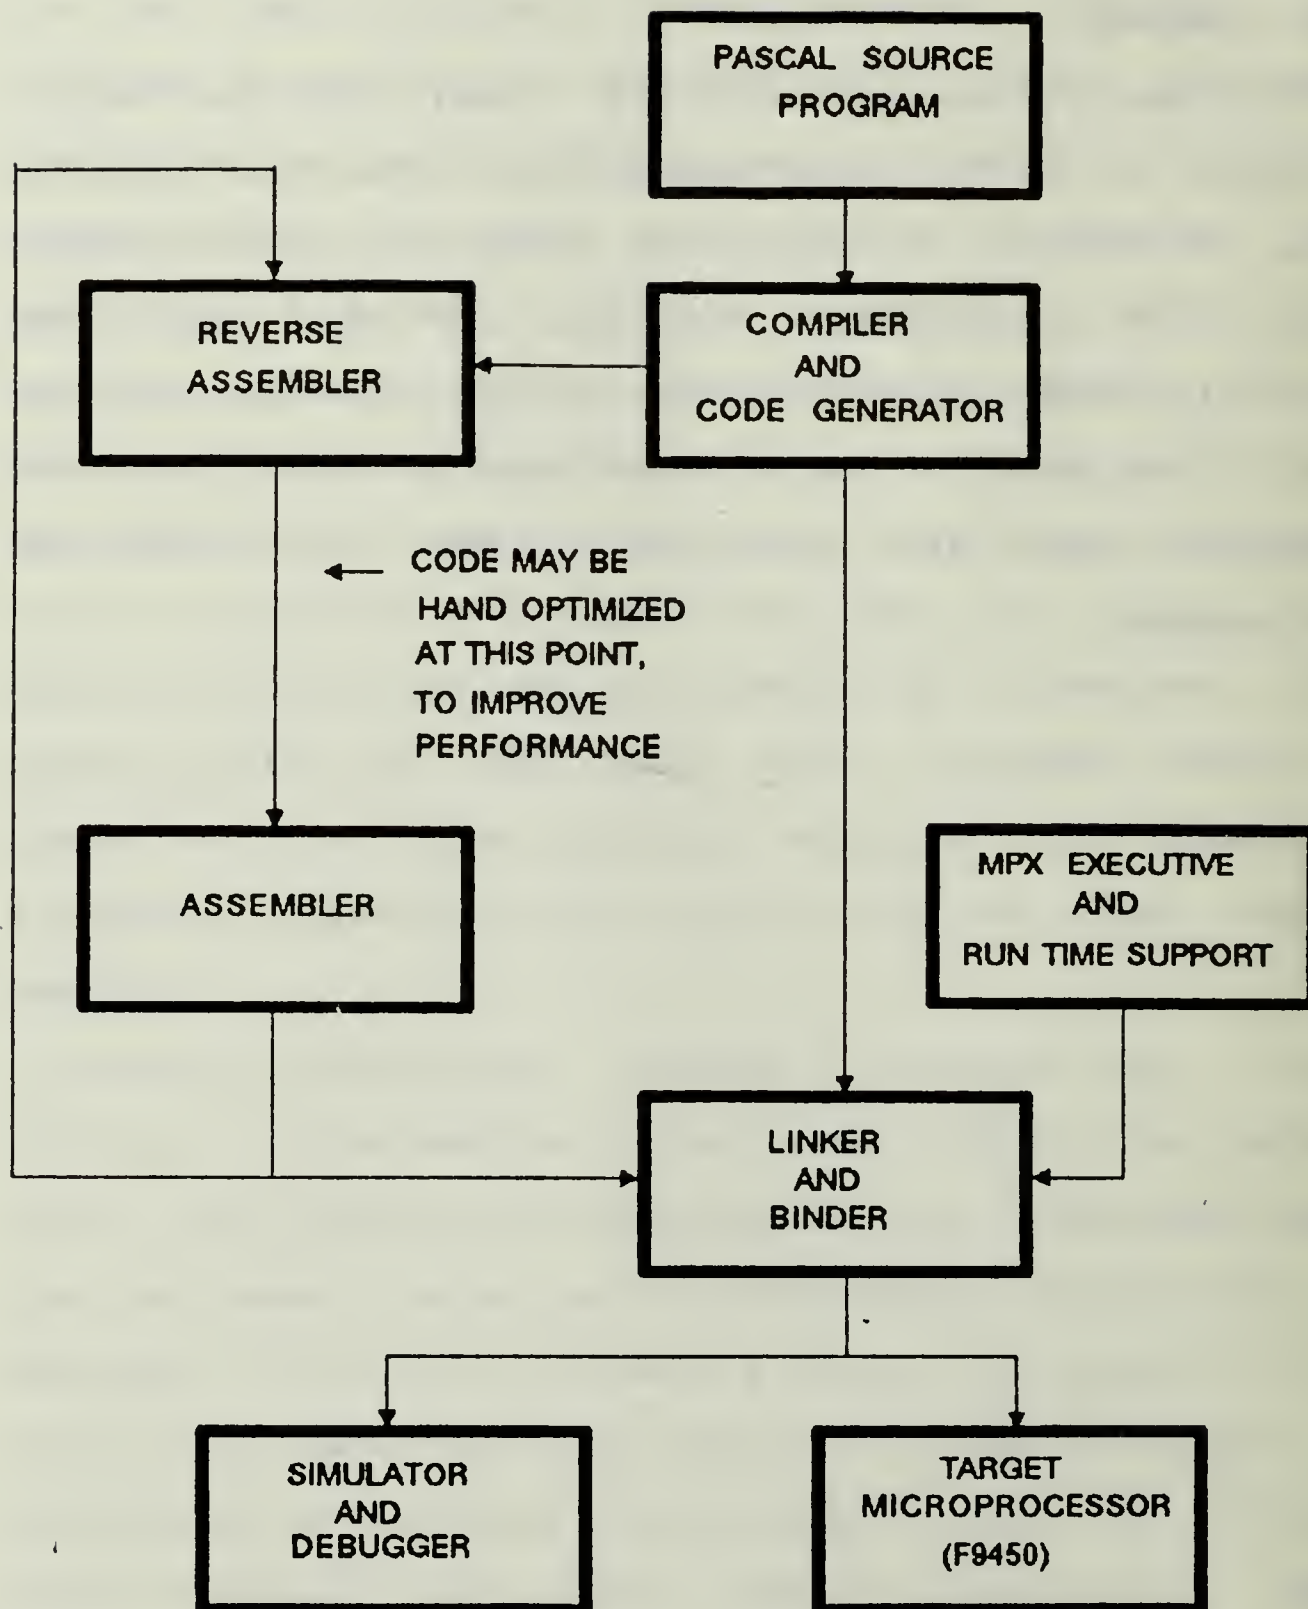 PASCAL SOURCE
PROGRAM
REVERSE
ASSEMBLER
COMPILER
AND
CODE GENERATOR
CODE MAY BE
HAND OPTIMIZED
AT THIS POINT,
TO IMPROVE
PERFORMANCE
ASSEMBLER
MPX EXECUTIVE
AND
RUN TIME SUPPORT
LINKER
AND
BINDER
SIMULATOR
AND
DEBUGGER
TARGET
MICROPROCESSOR
(F9450)